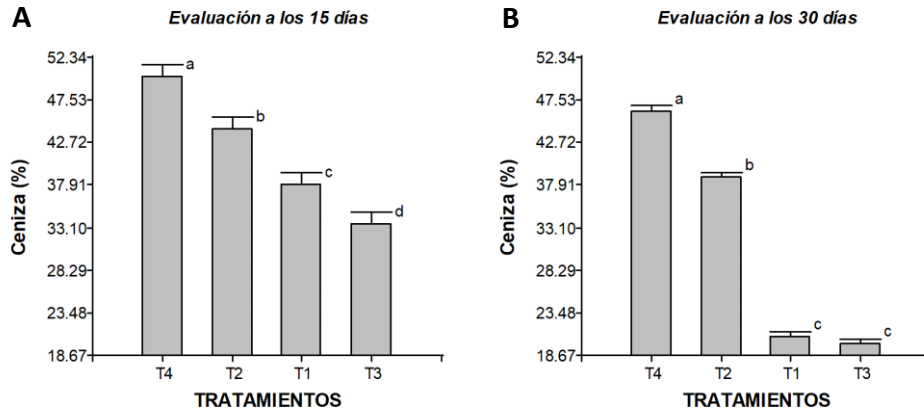 A
Evaluación a los 15 días
52.34
47.53
42.72
37.91
33.10
28.29
23.48
18.67
Ceniza (%)
a
b
c
d
T4 T2 T1 T3
TRATAMIENTOS
B
Evaluación a los 30 días
52.34
47.53
42.72
37.91
33.10
28.29
23.48
18.67
Ceniza (%)
a
b
c
c
T4 T2 T1 T3
TRATAMIENTOS